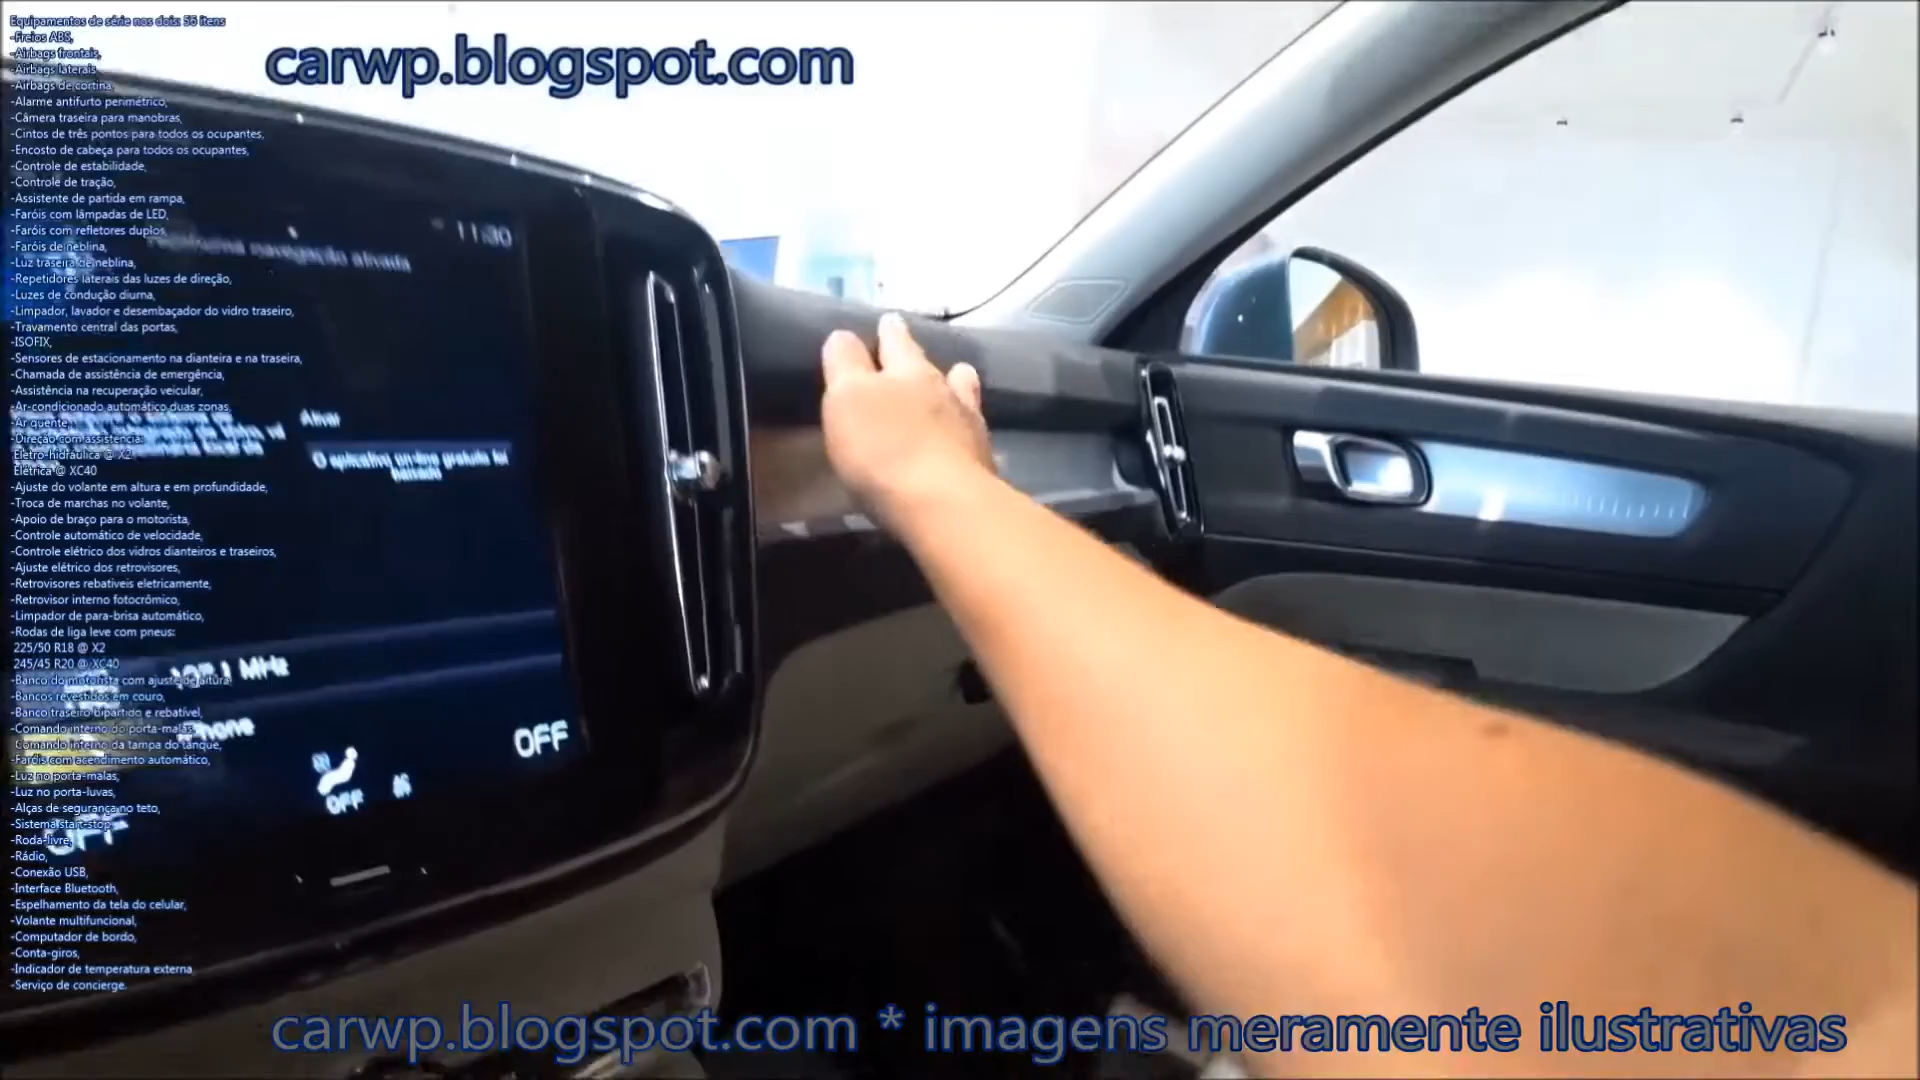 Equipamentos de série nos dois: 56 itens
-Freios ABS,
-Airbags frontais,
-Airbags laterais
-Airbags de cortina,
-Alarme antifurto perimétrico,
-Câmera traseira para manobras,
-Cintos de três pontos para todos os ocupantes,
-Encosto de cabeça para todos os ocupantes,
-Controle de estabilidade,
-Controle de tração,
-Assistente de partida em rampa,
-Faróis com lâmpadas de LED,
-Faróis com refletores duplos,
-Faróis de neblina,
-Luz traseira de neblina,
-Repetidores laterais das luzes de direção,
-Luzes de condução diurna,
-Limpador, lavador e desembaçador do vidro traseiro,
-Travamento central das portas,
-ISOFIX,
-Sensores de estacionamento na dianteira e na traseira,
-Chamada de assistência de emergência,
-Assistência na recuperação veicular,
-Ar-condicionado automático duas zonas,
-Ar quente,
-Direção com assistência:
Eletro-hidráulica @ X2
Elétrica @ XC40
-Ajuste do volante em altura e em profundidade,
-Troca de marchas no volante,
-Apoio de braço para o motorista,
-Controle automático de velocidade,
-Controle elétrico dos vidros dianteiros e traseiros,
-Ajuste elétrico dos retrovisores,
-Retrovisores rebatíveis eletricamente,
-Retrovisor interno fotocrômico,
-Limpador de para-brisa automático,
-Rodas de liga leve com pneus:
225/50 R18 @ X2
245/45 R20 @ XC40
-Banco do motorista com ajuste de altura,
-Bancos revestidos em couro,
-Banco traseiro bipartido e rebatível,
-Comando interno do porta-malas,
Comando interno da tampa do tanque,
-Faróis com acendimento automático,
-Luz no porta-malas,
-Luz no porta-luvas,
-Alças de segurança no teto,
-Sistema start-stop,
-Roda-livre,
-Rádio,
-Conexão USB,
-Interface Bluetooth,
-Espelhamento da tela do celular,
-Volante multifuncional,
-Computador de bordo,
-Conta-giros,
-Indicador de temperatura externa
-Serviço de concierge.
carwp.blogspot.com
11:30
navegação ativada
Ativar
O aplicativo on-line gratuito foi
baixado
107.1 MHz
Phone
OFF
OFF
OFF
carwp.blogspot.com * imagens meramente ilustrativas